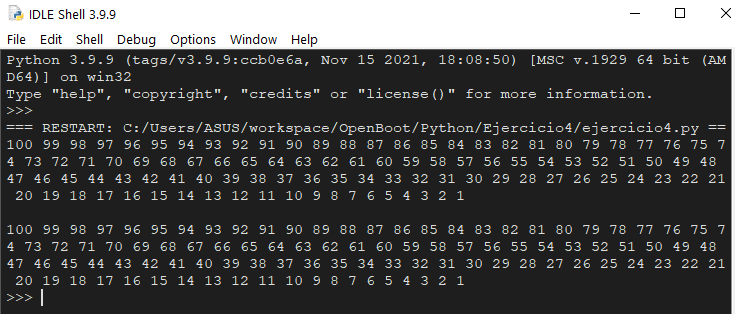 IDLE Shell 3.9.9
File Edit Shell Debug Options Window Help
Python 3.9.9 (tags/v3.9.9:ccb0e6a, Nov 15 2021, 18:08:50) [MSC v.1929 64 bit (AM
D64)] on win32
Type "help", "copyright", "credits" or "license()" for more information.
>>>
=== RESTART: C:/Users/ASUS/workspace/OpenBoot/Python/Ejercicio4/ejercicio4.py ==
100 99 98 97 96 95 94 93 92 91 90 89 88 87 86 85 84 83 82 81 80 79 78 77 76 75 7
4 73 72 71 70 69 68 67 66 65 64 63 62 61 60 59 58 57 56 55 54 53 52 51 50 49 48
47 46 45 44 43 42 41 40 39 38 37 36 35 34 33 32 31 30 29 28 27 26 25 24 23 22 21
20 19 18 17 16 15 14 13 12 11 10 9 8 7 6 5 4 3 2 1
100 99 98 97 96 95 94 93 92 91 90 89 88 87 86 85 84 83 82 81 80 79 78 77 76 75 7
4 73 72 71 70 69 68 67 66 65 64 63 62 61 60 59 58 57 56 55 54 53 52 51 50 49 48
47 46 45 44 43 42 41 40 39 38 37 36 35 34 33 32 31 30 29 28 27 26 25 24 23 22 21
20 19 18 17 16 15 14 13 12 11 10 9 8 7 6 5 4 3 2 1
>>>